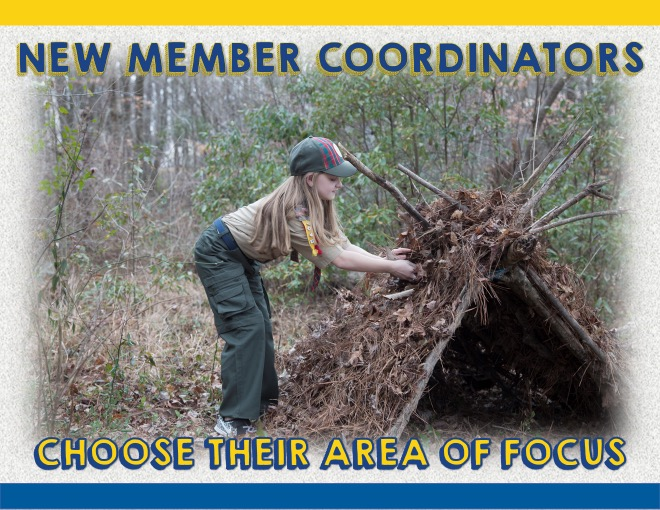 NEW MEMBER COORDINATORS
CHOOSE THEIR AREA OF FOCUS